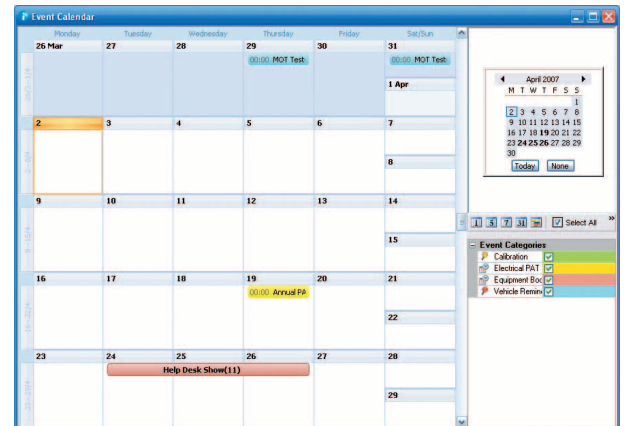 Event Calendar
Monday Tuesday Wednesday Thursday Friday Sat/Sun
26 Mar 27 28 29 30 31
00:00 MOT Test 00:00 MOT Test
1 Apr
2 3 4 5 6 7
8
9 10 11 12 13 14
15
16 17 18 19 20 21
00:00 Annual PA
22
23 24 25 26 27 28
Help Desk Show(11)
29
April 2007
M T W T F S S
1
2 3 4 5 6 7 8
9 10 11 12 13 14 15
16 17 18 19 20 21 22
23 24 25 26 27 28 29
30
Today None
1 5 7 31 Select All »
Event Categories
Calibration
Electrical PAT
Equipment Boo
Vehicle Remin